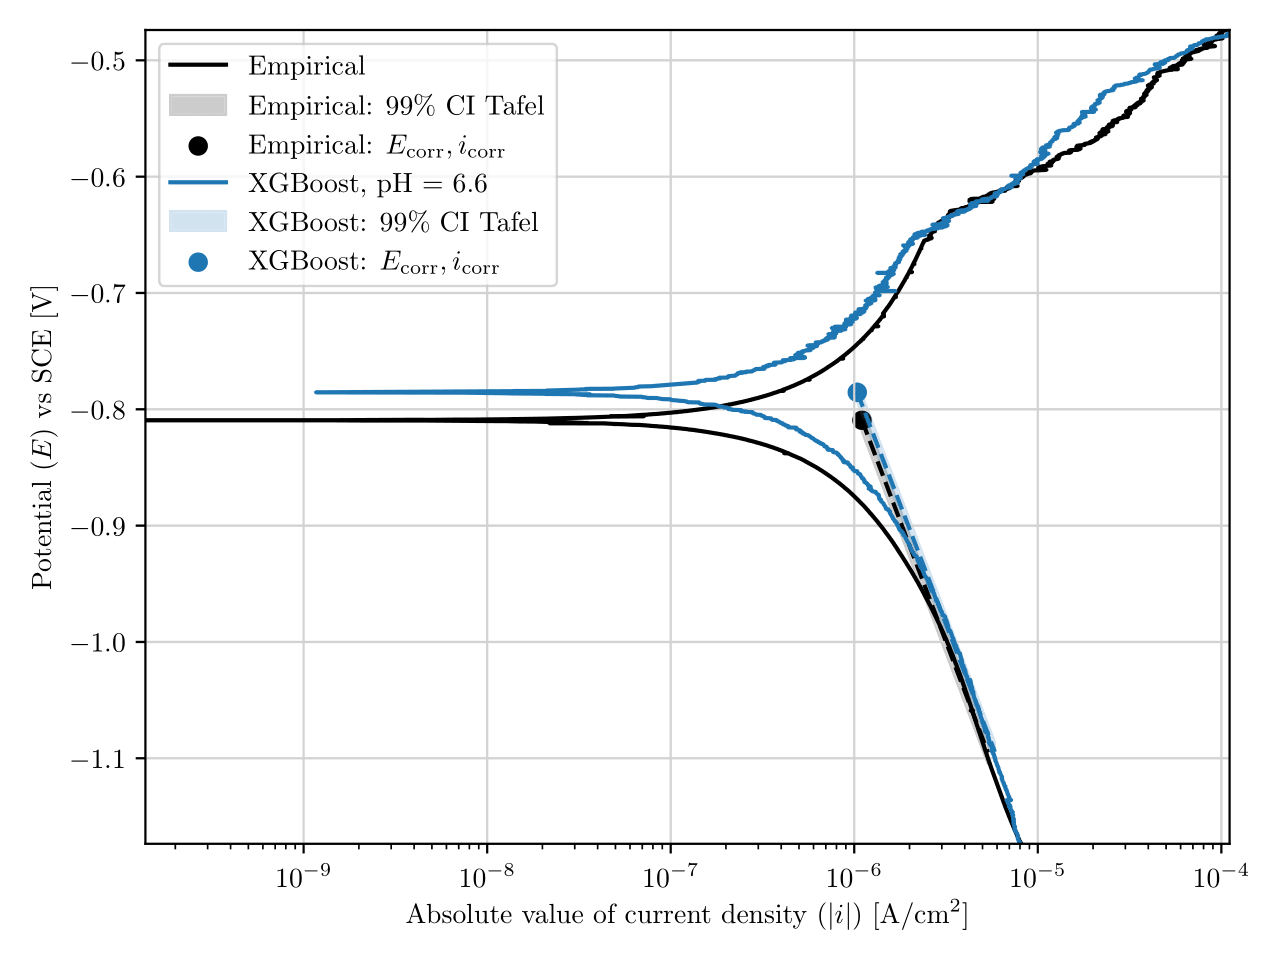 Empirical
Empirical: 99% CI Tafel
Empirical: E_corr, i_corr
XGBoost, pH = 6.6
XGBoost: 99% CI Tafel
XGBoost: E_corr, i_corr
Potential (E) vs SCE [V]
−0.5
−0.6
−0.7
−0.8
−0.9
−1.0
−1.1
10⁻⁹
10⁻⁸
10⁻⁷
10⁻⁶
10⁻⁵
10⁻⁴
Absolute value of current density (|i|) [A/cm²]